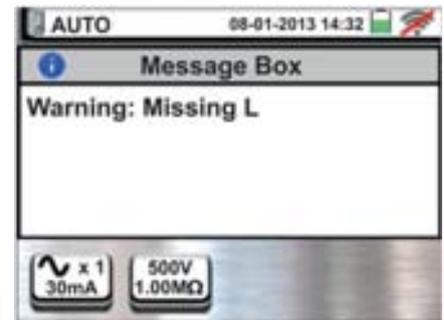 AUTO 08-01-2013 14:32
Message Box
Warning: Missing L
x 1 500V
30mA 1.00MΩ